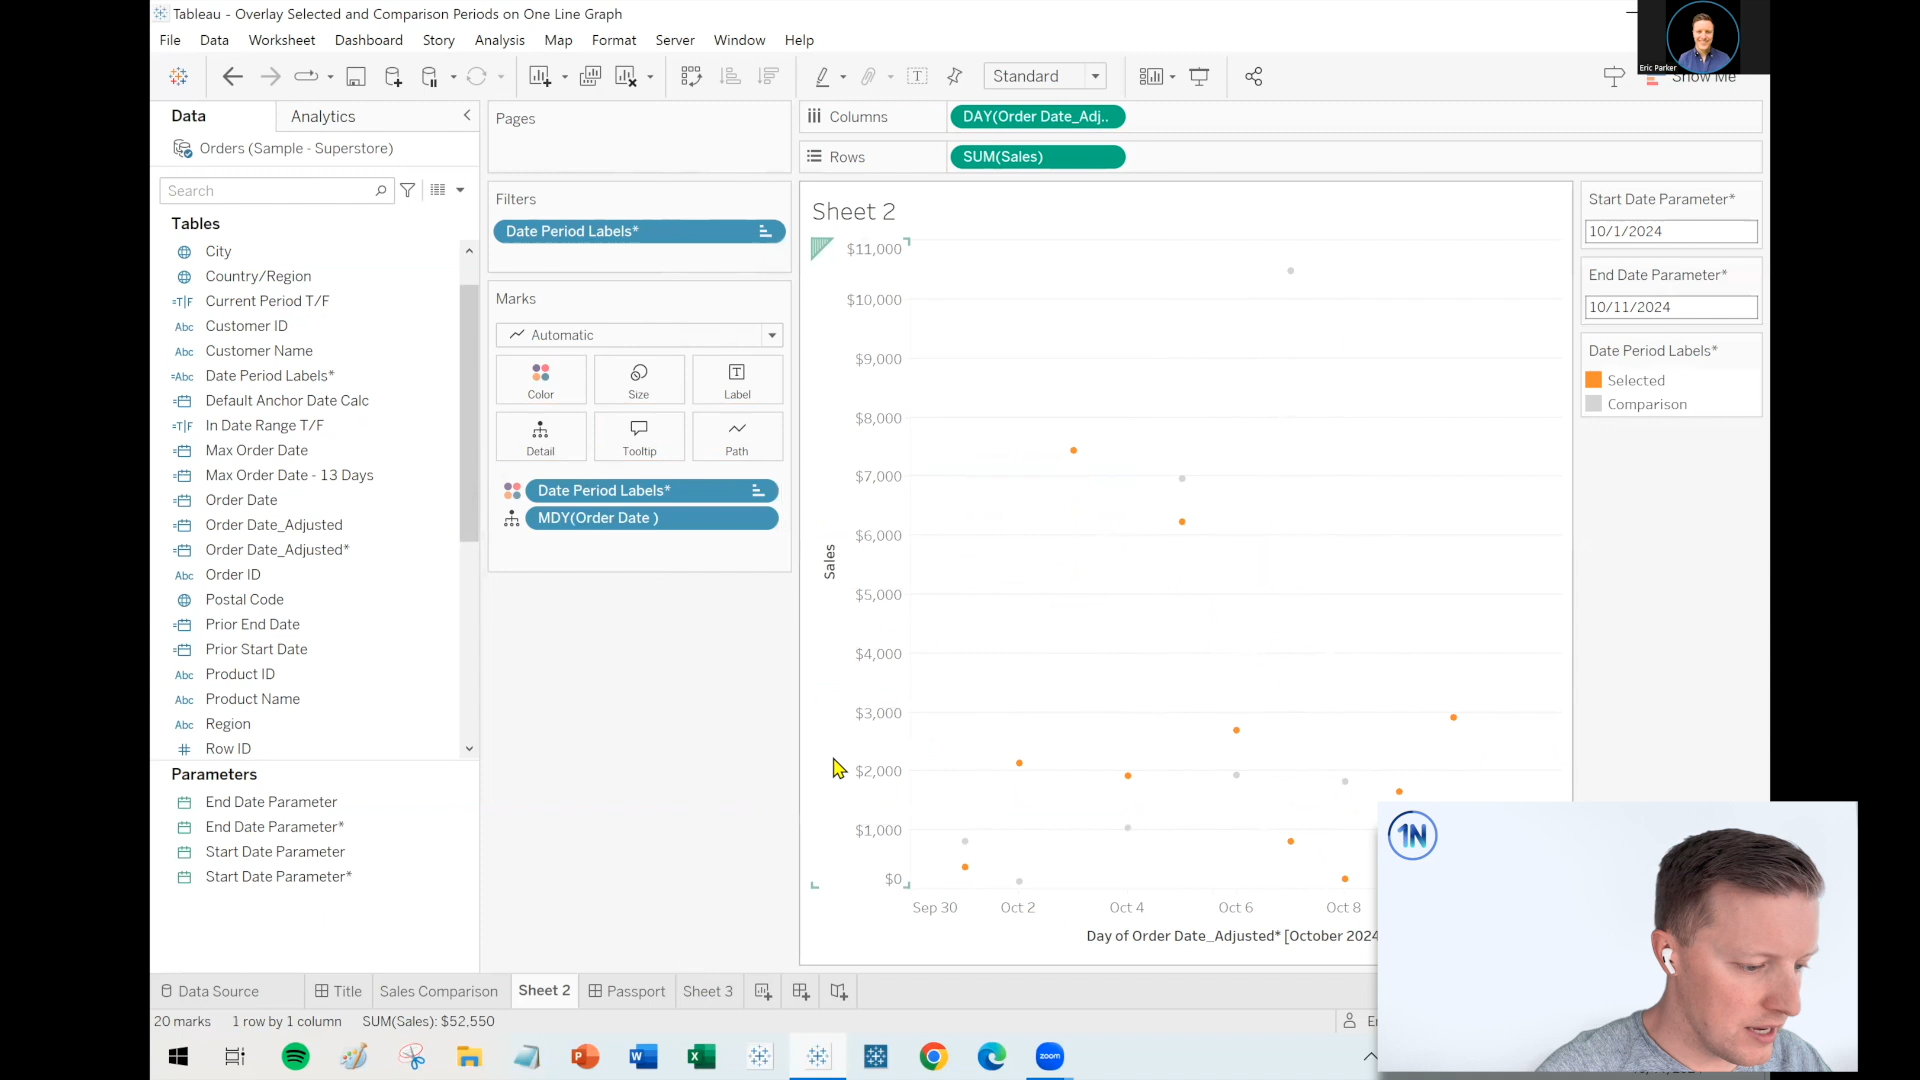 Tableau - Overlay Selected and Comparison Periods on One Line Graph
File Data Worksheet Dashboard Story Analysis Map Format Server Window Help
Eric Parker
Standard
Show Me
Data
Analytics
Orders (Sample - Superstore)
Search
Tables
City
Country/Region
=T|F Current Period T/F
Abc Customer ID
Abc Customer Name
=Abc Date Period Labels*
Default Anchor Date Calc
=T|F In Date Range T/F
Max Order Date
Max Order Date - 13 Days
Order Date
Order Date_Adjusted
Order Date_Adjusted*
Abc Order ID
Postal Code
Prior End Date
Prior Start Date
Abc Product ID
Abc Product Name
Abc Region
# Row ID
Parameters
End Date Parameter
End Date Parameter*
Start Date Parameter
Start Date Parameter*
Pages
Filters
Date Period Labels*
Marks
Automatic
Color
Size
Label
Detail
Tooltip
Path
Date Period Labels*
MDY(Order Date )
Columns
DAY(Order Date_Adj..
Rows
SUM(Sales)
Sheet 2
$11,000
$10,000
$9,000
$8,000
$7,000
$6,000
$5,000
$4,000
$3,000
$2,000
$1,000
$0
Sales
Sep 30
Oct 2
Oct 4
Oct 6
Oct 8
Day of Order Date_Adjusted* [October 2024
Start Date Parameter*
10/1/2024
End Date Parameter*
10/11/2024
Date Period Labels*
Selected
Comparison
1N
Data Source
Title
Sales Comparison
Sheet 2
Passport
Sheet 3
20 marks
1 row by 1 column
SUM(Sales): $52,550
zoom